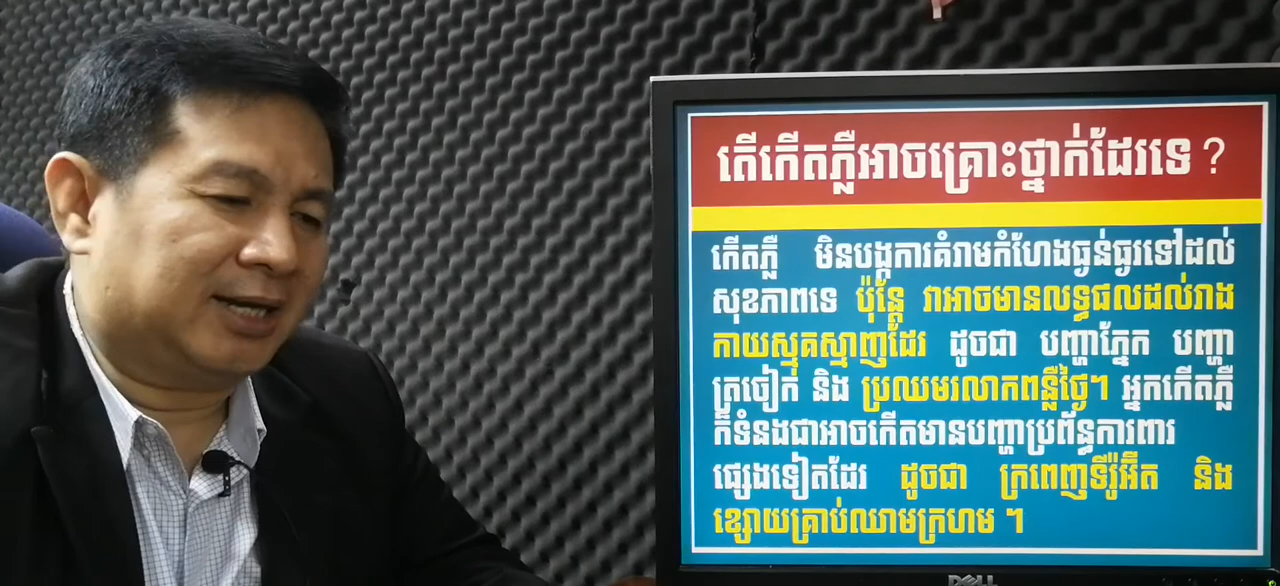 តើកើតភ្លឺអាចគ្រោះថ្នាក់ដែរទេ ?
កើតភ្លឺ មិនបង្កការគំរាមកំហែងធ្ងន់ធ្ងរទៅដល់
សុខភាពទេ ប៉ុន្តែ វាអាចមានលទ្ធផលដល់រាង
កាយស្មុគស្មាញដែរ ដូចជា បញ្ហាភ្នែក បញ្ហា
ត្រចៀក និង ប្រឈមរលាកពន្លឺថ្ងៃ។ អ្នកកើតភ្លឺ
ក៏ទំនងជាអាចកើតមានបញ្ហាប្រព័ន្ធការពារ
ផ្សេងទៀតដែរ ដូចជា ក្រពេញទីរ៉ូអ៊ីត និង
ខ្សោយគ្រាប់ឈាមក្រហម ។
DELL